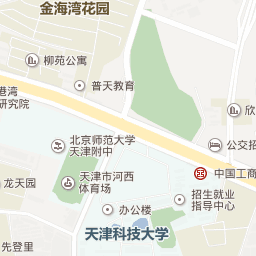 金海湾花园
柳苑公寓
普天教育
港湾
研究院
欣
北京师范大学
天津附中
公交招
中国工商
天津市河西
体育场
龙天园
招生就业
指导中心
办公楼
天津科技大学
先登里